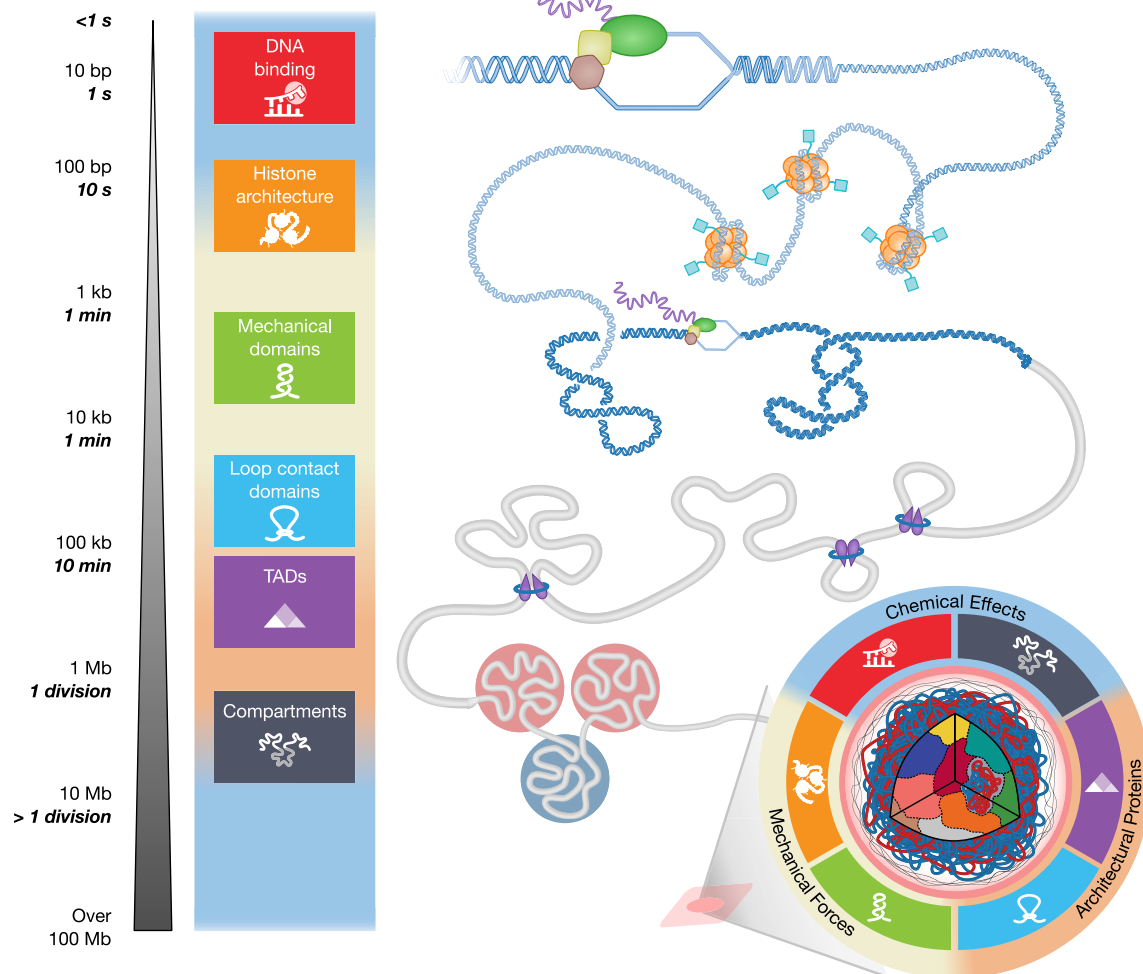 <1 s
10 bp
1 s
100 bp
10 s
1 kb
1 min
10 kb
1 min
100 kb
10 min
1 Mb
1 division
10 Mb
> 1 division
Over
100 Mb
DNA
binding
Histone
architecture
Mechanical
domains
Loop contact
domains
TADs
Compartments
Chemical Effects
Architectural Proteins
Mechanical Forces